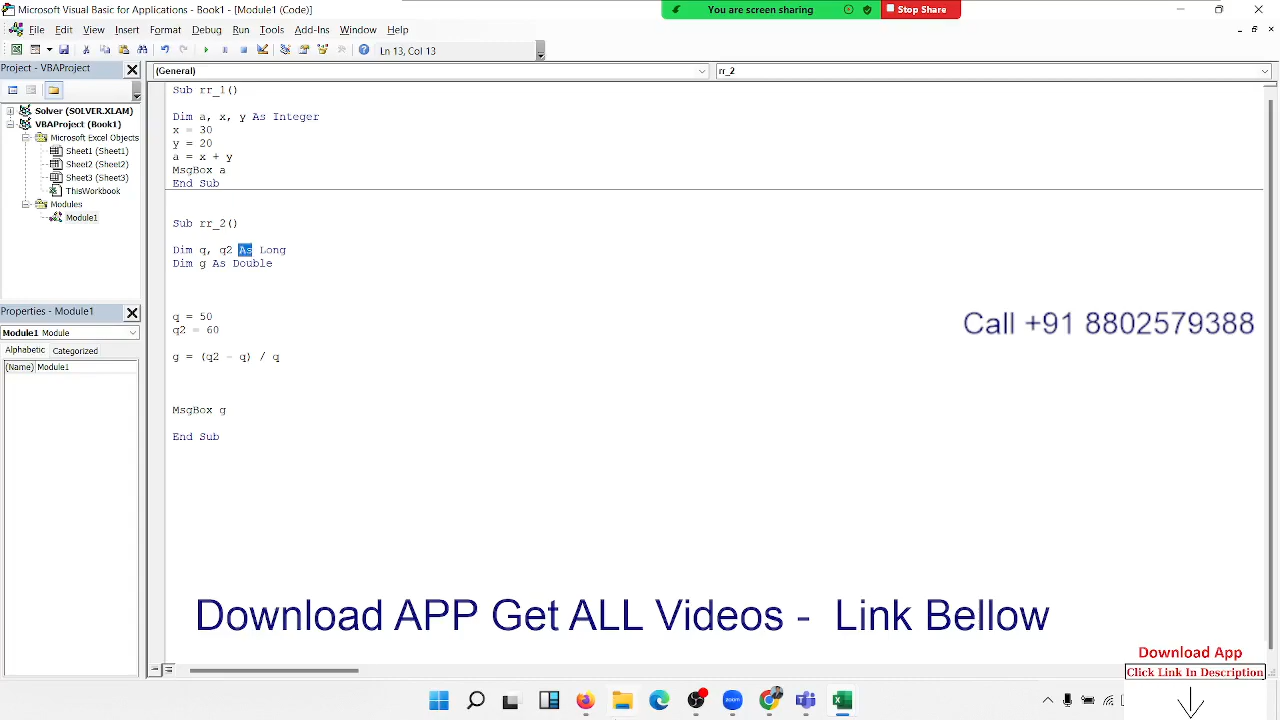 Microsoft Visual Basic for Applications - Book1 - [Module1 (Code)]
You are screen sharing
Stop Share
File Edit View Insert Format Debug Run Tools Add-Ins Window Help
Ln 13, Col 13
Project - VBAProject
(General)
rr_2
Solver (SOLVER.XLAM)
VBAProject (Book1)
Microsoft Excel Objects
Sheet1 (Sheet1)
Sheet2 (Sheet2)
Sheet3 (Sheet3)
ThisWorkbook
Modules
Module1
Properties - Module1
Module1 Module
Alphabetic Categorized
(Name) Module1
Sub rr_1()
Dim a, x, y As Integer
x = 30
y = 20
a = x + y
MsgBox a
End Sub
Sub rr_2()
Dim q, q2 As Long
Dim g As Double
q = 50
q2 = 60
g = (q2 - q) / q
MsgBox g
End Sub
Call +91 8802579388
Download APP Get ALL Videos - Link Bellow
Download App
Click Link In Description
zoom